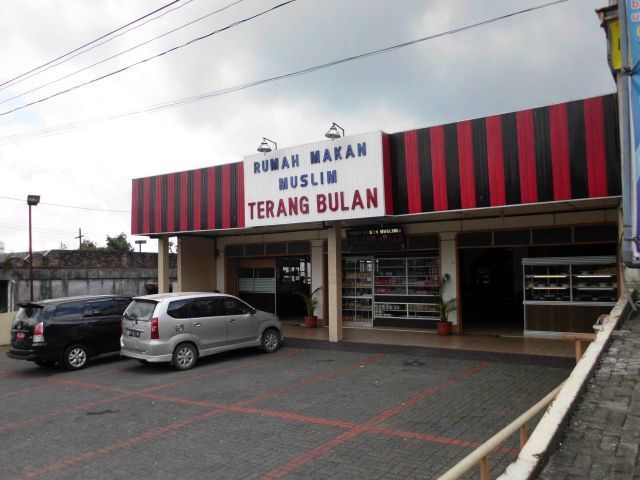 RUMAH MAKAN
MUSLIM
TERANG BULAN